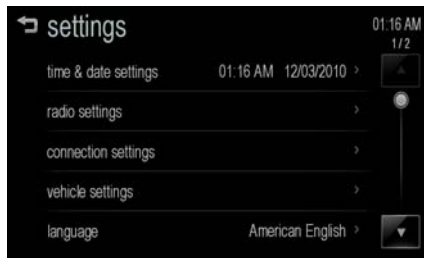 settings
01:16 AM
1/2
time & date settings 01:16 AM 12/03/2010 >
radio settings >
connection settings >
vehicle settings >
language American English >